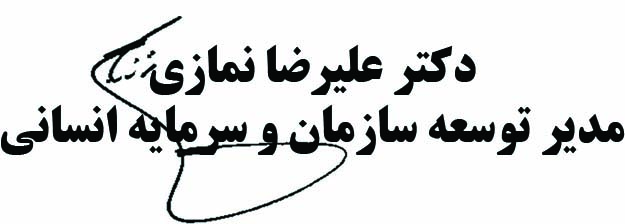 دکتر علیرضا نمازی
مدیر توسعه سازمان و سرمایه انسانی